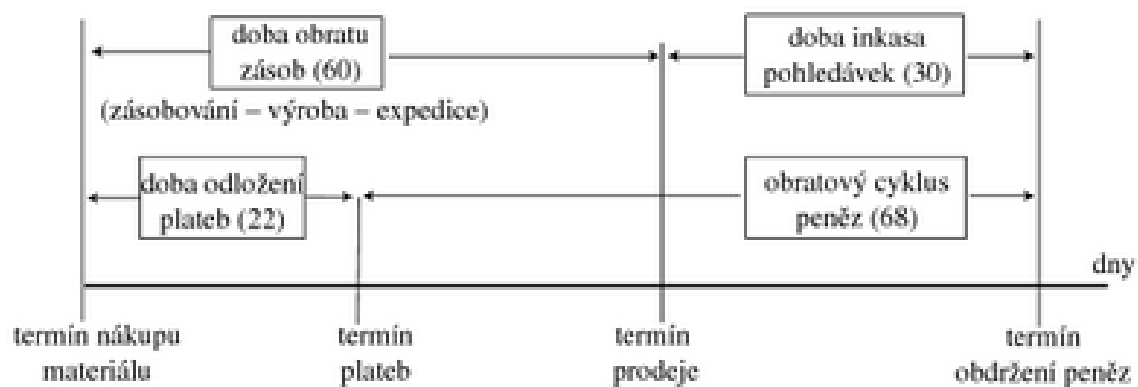 doba obratu
zásob (60)
doba inkasa
pohledávek (30)
(zásobování – výroba – expedice)
doba odložení
plateb (22)
obratový cyklus
peněz (68)
dny
termín nákupu
materiálu
termín
plateb
termín
prodeje
termín
obdržení peněz